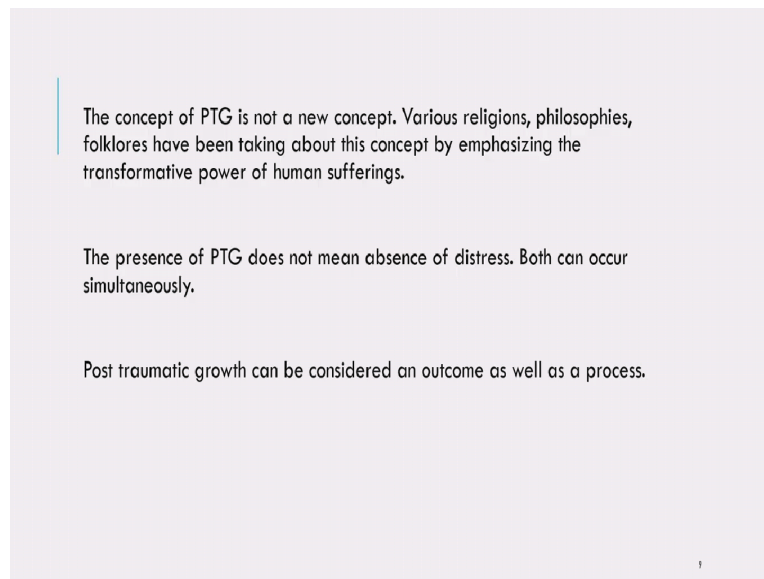 The concept of PTG is not a new concept. Various religions, philosophies,
folklores have been taking about this concept by emphasizing the
transformative power of human sufferings.
The presence of PTG does not mean absence of distress. Both can occur
simultaneously.
Post traumatic growth can be considered an outcome as well as a process.
9